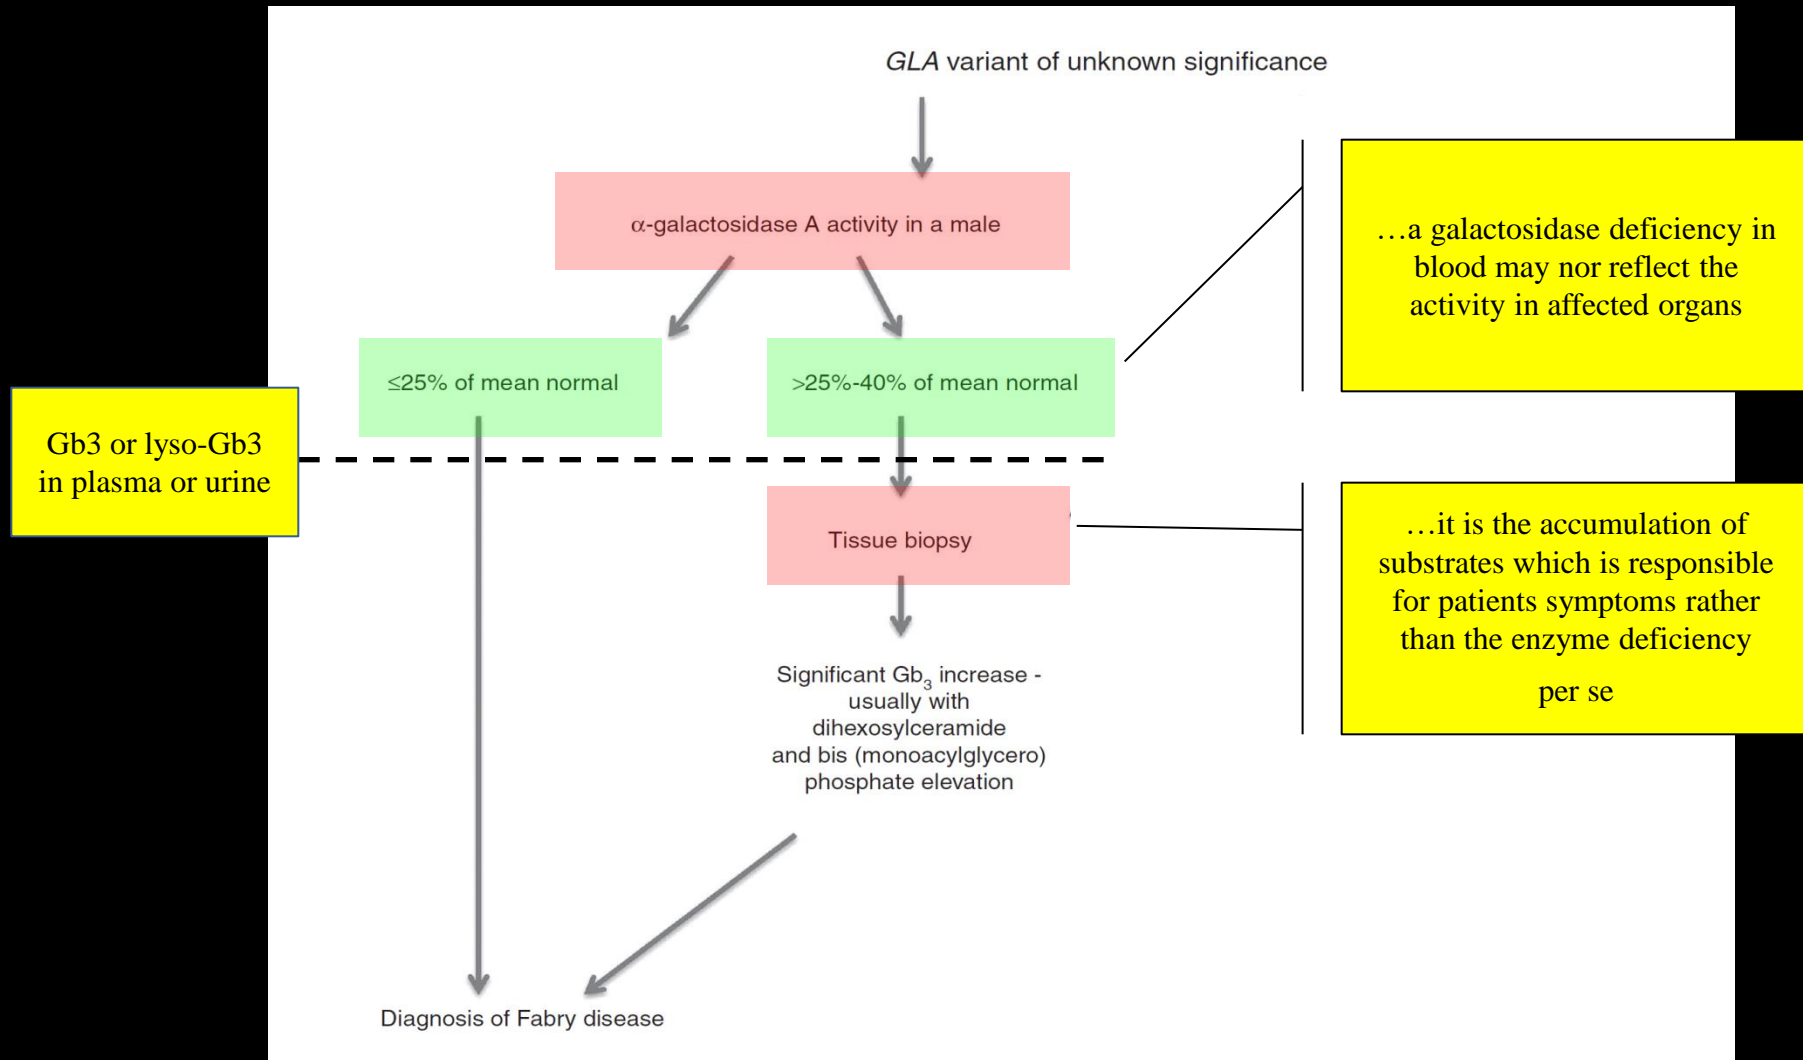 GLA variant of unknown significance
α-galactosidase A activity in a male
…a galactosidase deficiency in
blood may nor reflect the
activity in affected organs
≤25% of mean normal
>25%-40% of mean normal
Gb3 or lyso-Gb3
in plasma or urine
Tissue biopsy
…it is the accumulation of
substrates which is responsible
for patients symptoms rather
than the enzyme deficiency
per se
Significant Gb₃ increase -
usually with
dihexosylceramide
and bis (monoacylglycero)
phosphate elevation
Diagnosis of Fabry disease